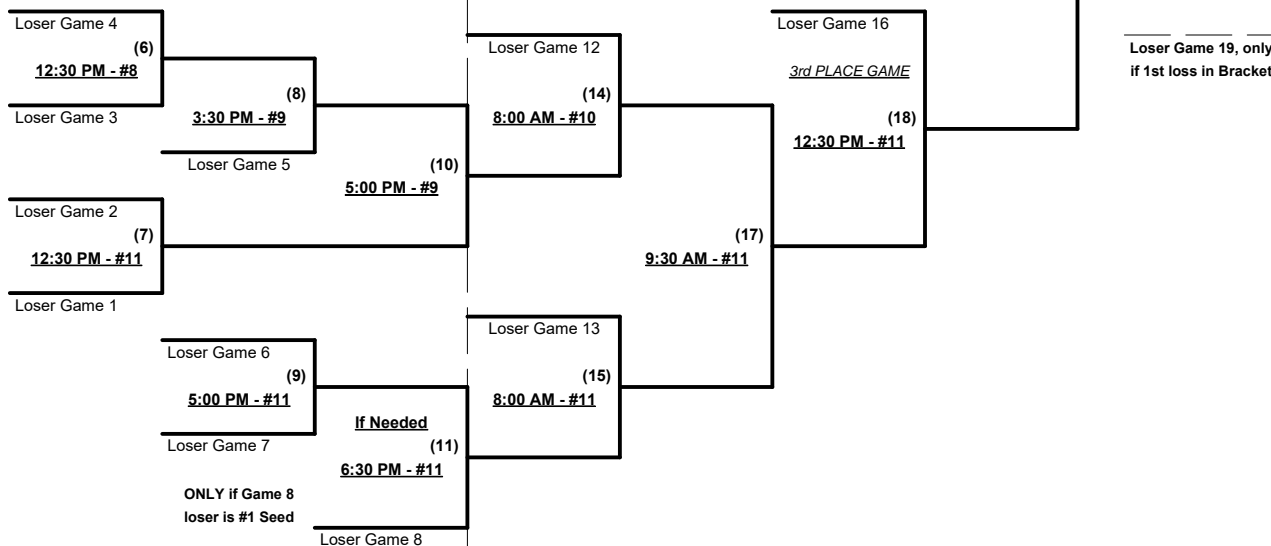 Loser Game 4
(6)
12:30 PM - #8
Loser Game 3
(8)
3:30 PM - #9
Loser Game 5
(10)
5:00 PM - #9
Loser Game 2
(7)
12:30 PM - #11
Loser Game 1
Loser Game 6
(9)
5:00 PM - #11
Loser Game 7
If Needed
(11)
6:30 PM - #11
ONLY if Game 8
loser is #1 Seed
Loser Game 8
Loser Game 12
(14)
8:00 AM - #10
Loser Game 13
(15)
8:00 AM - #11
(17)
9:30 AM - #11
Loser Game 16
3rd PLACE GAME
(18)
12:30 PM - #11
Loser Game 19, only
if 1st loss in Bracket